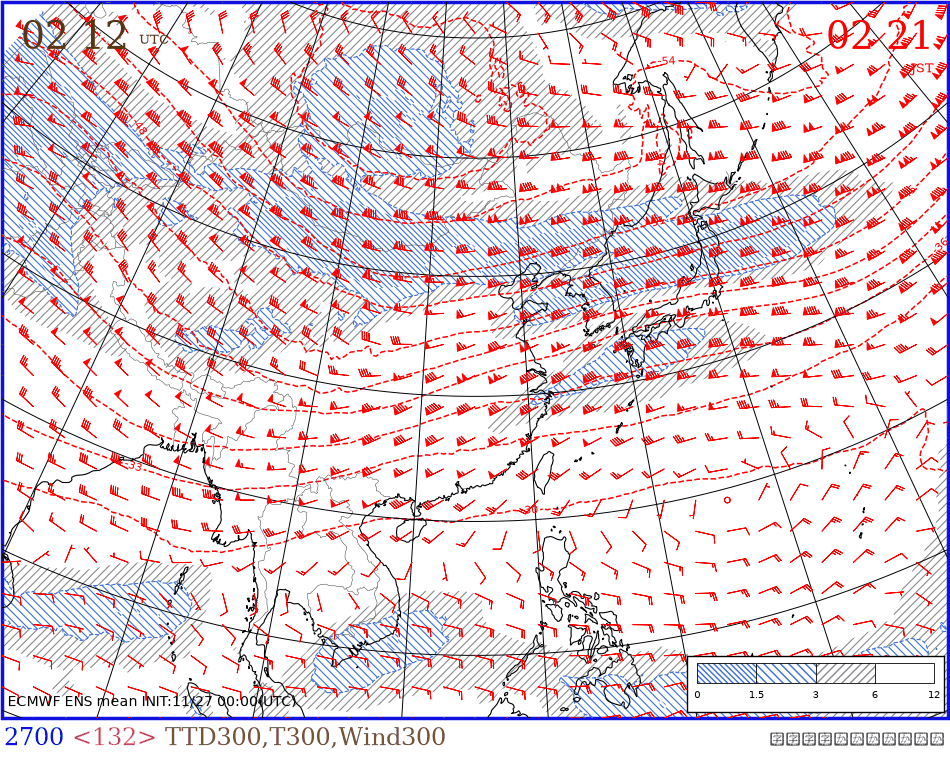 02 12 UTC
02 21 JST
-54
-48
-36
-33
-30
0 1.5 3 6 12
ECMWF ENS mean INIT:11/27 00:00(UTC)
2700 <132> TTD300,T300,Wind300